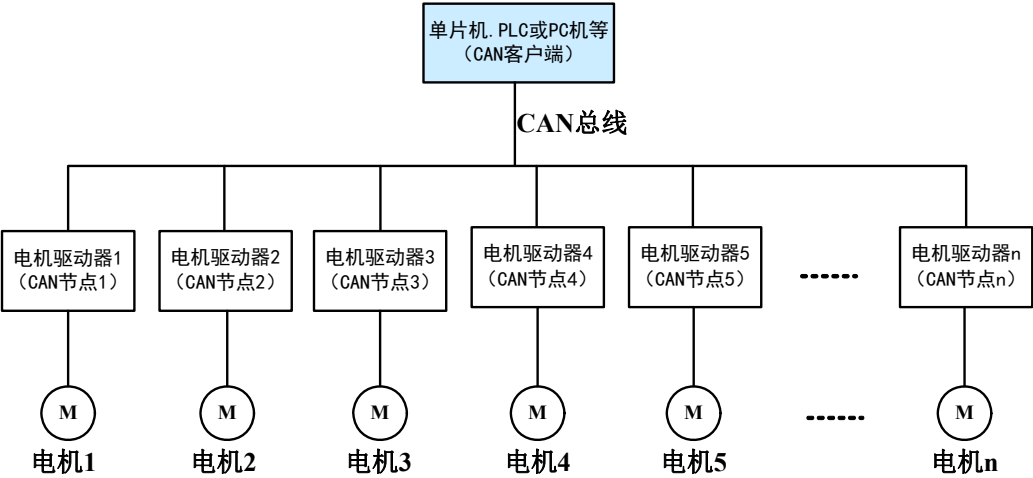 单片机.PLC或PC机等
（CAN客户端）
CAN总线
电机驱动器1
（CAN节点1）
电机驱动器2
（CAN节点2）
电机驱动器3
（CAN节点3）
电机驱动器4
（CAN节点4）
电机驱动器5
（CAN节点5）
......
电机驱动器n
（CAN节点n）
M
M
M
M
M
......
M
电机1
电机2
电机3
电机4
电机5
电机n